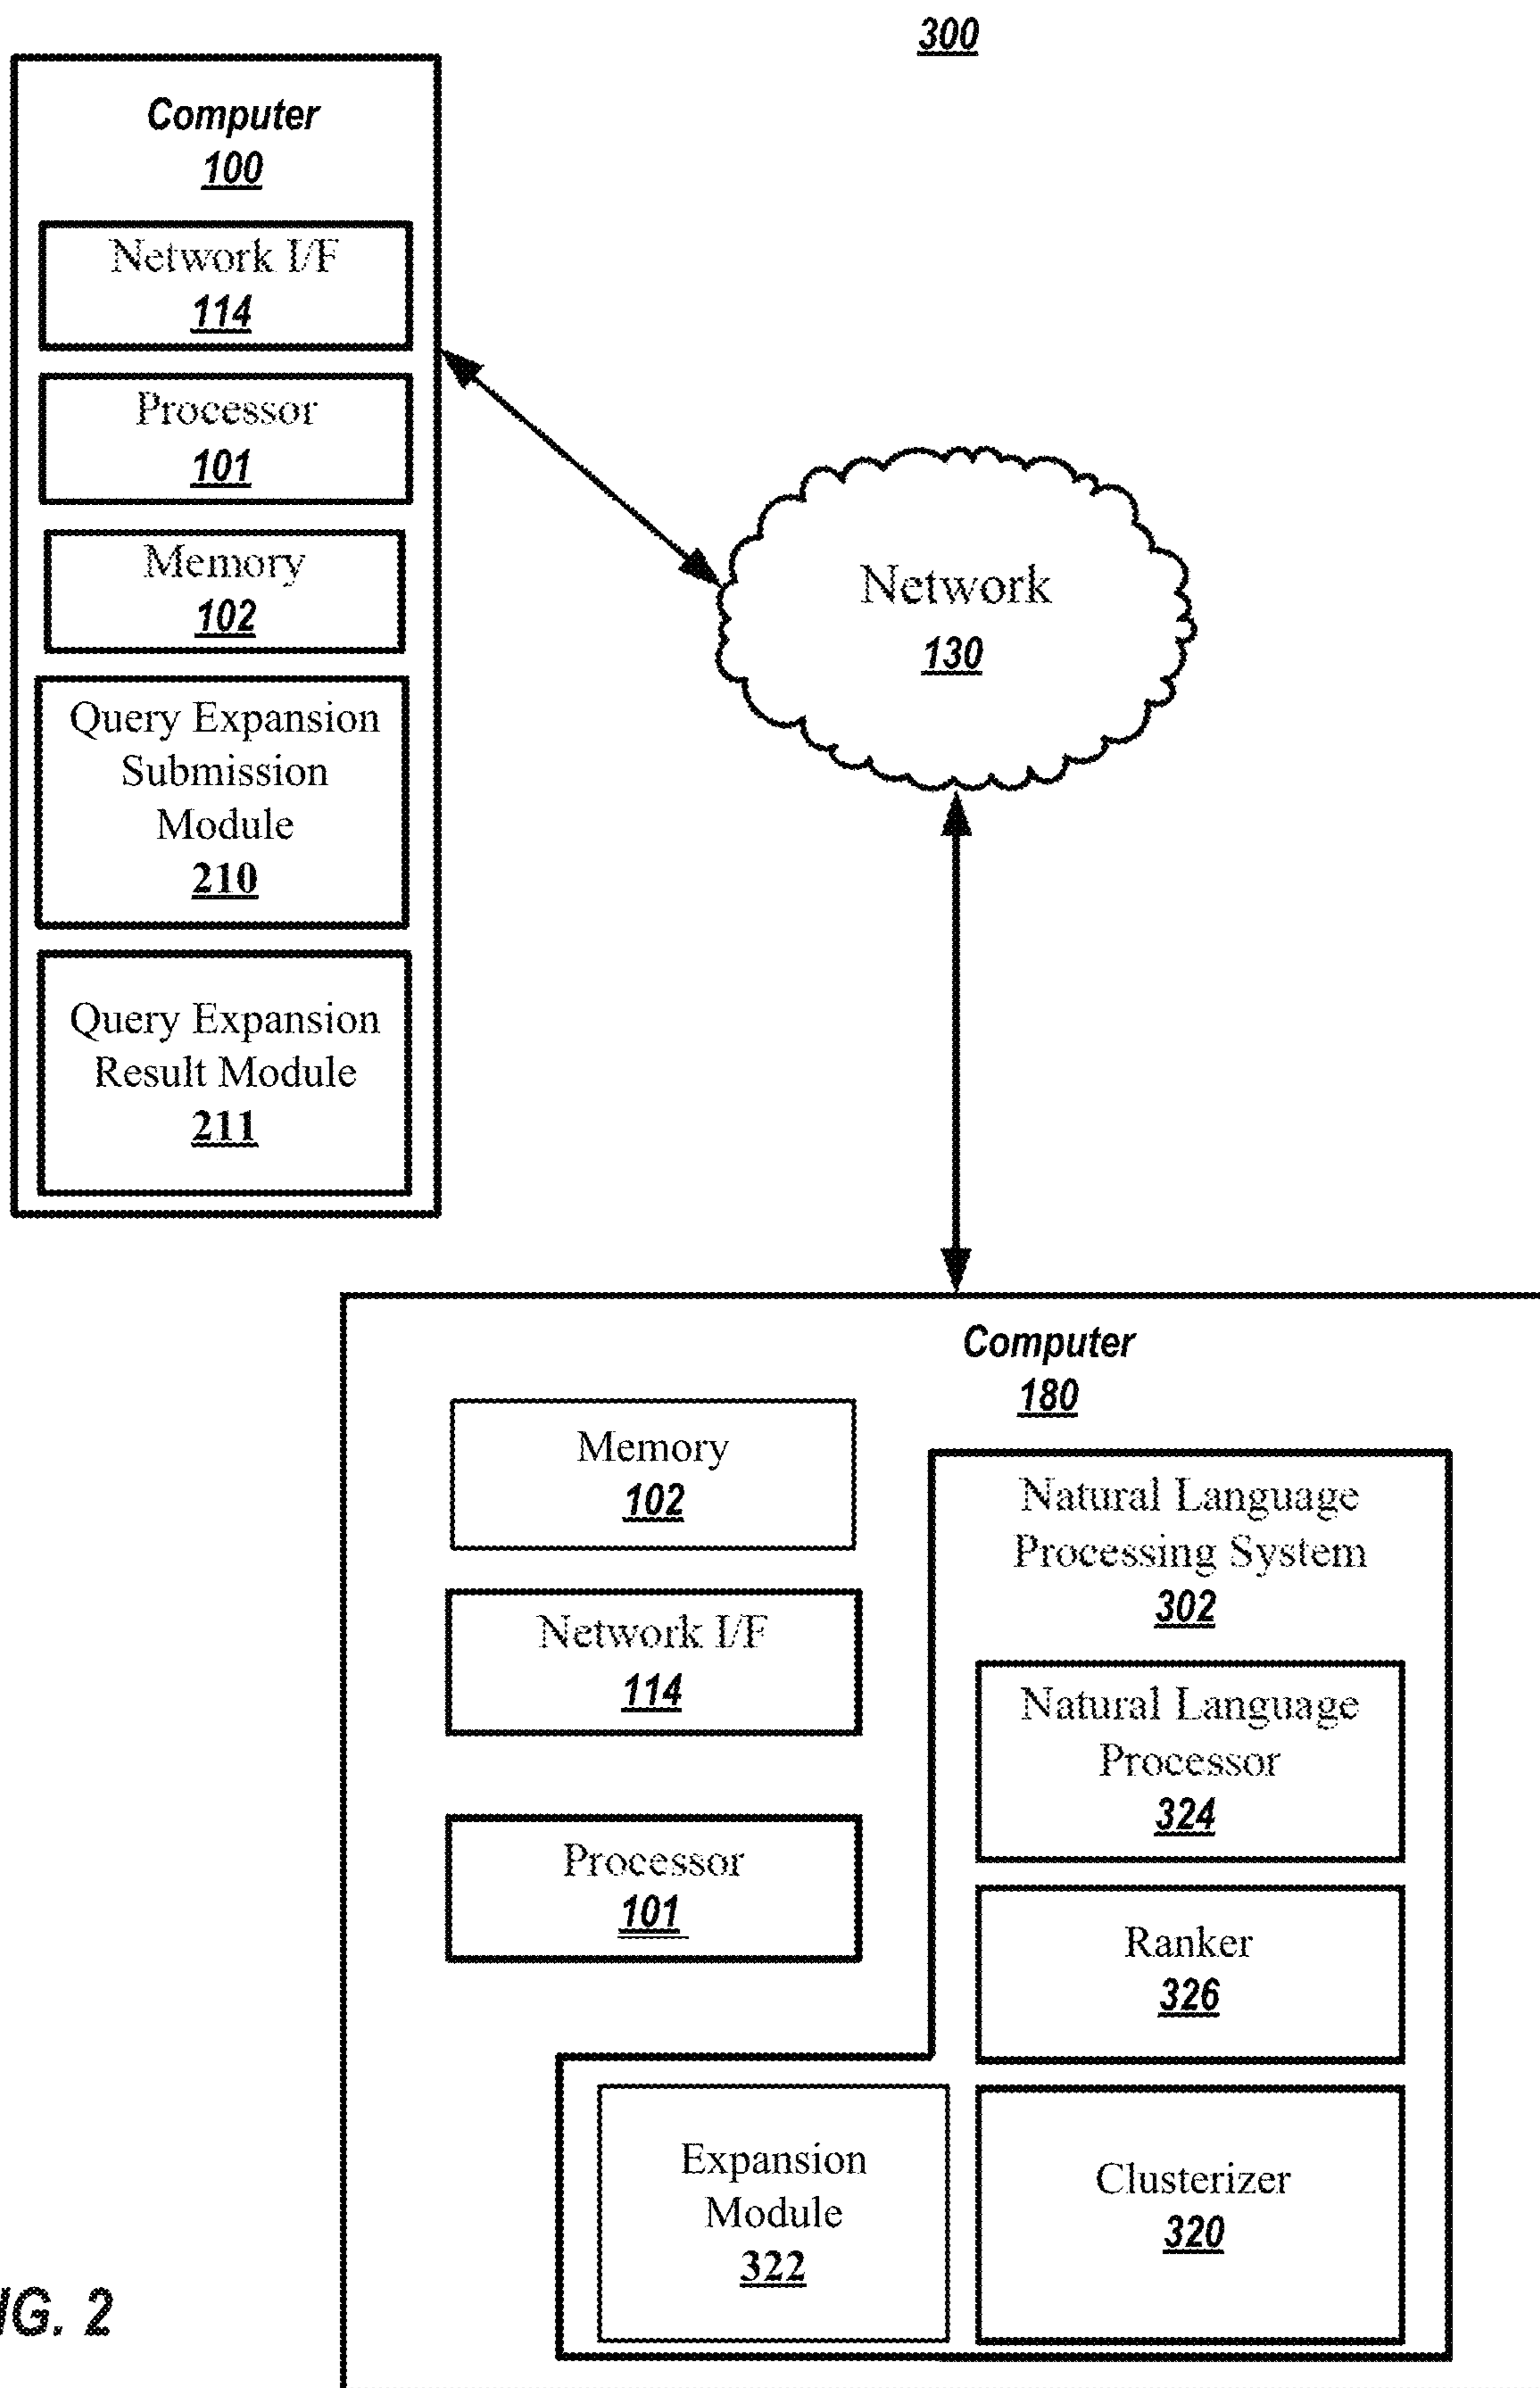 300
Computer
100
Network I/F
114
Processor
101
Memory
102
Query Expansion
Submission
Module
210
Query Expansion
Result Module
211
Network
130
Computer
180
Memory
102
Network I/F
114
Processor
101
Natural Language
Processing System
302
Natural Language
Processor
324
Ranker
326
Expansion
Module
322
Clusterizer
320
IG. 2